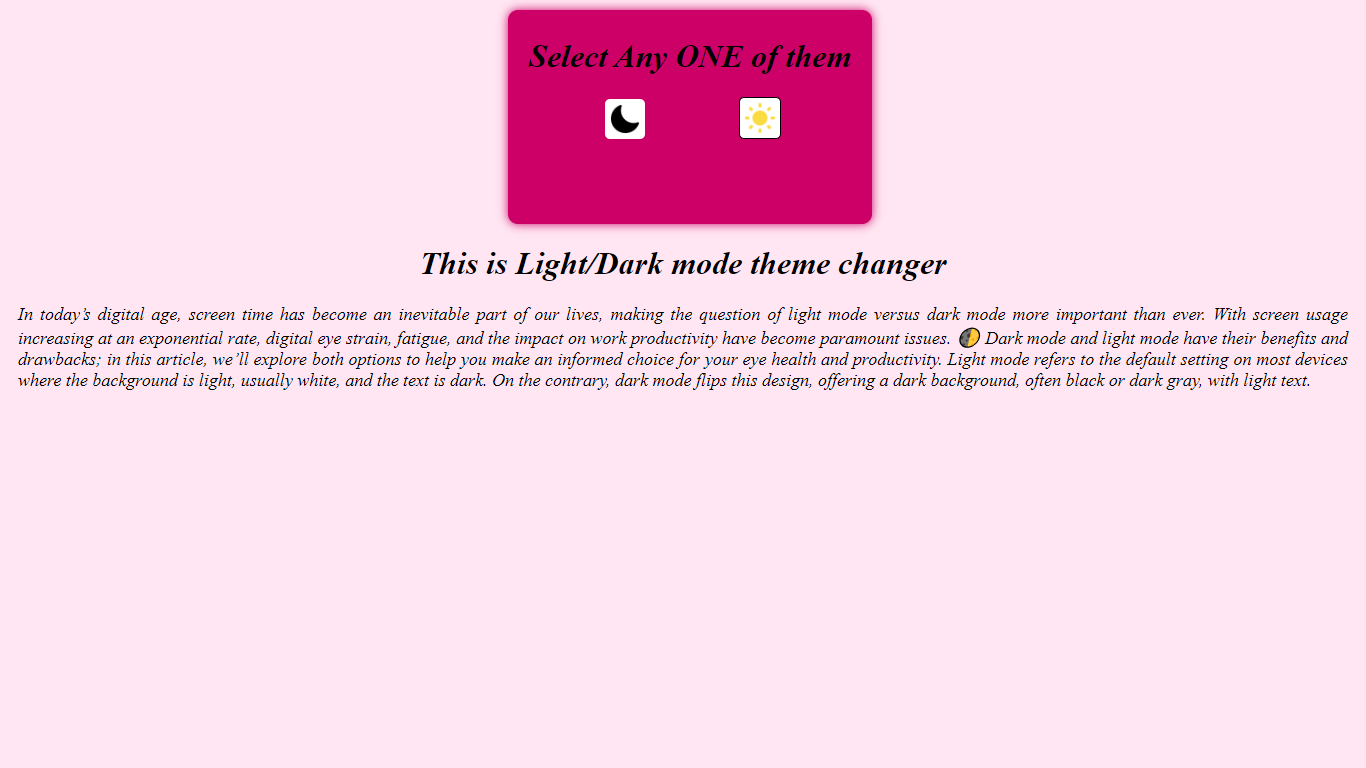 Select Any ONE of them
This is Light/Dark mode theme changer
In today’s digital age, screen time has become an inevitable part of our lives, making the question of light mode versus dark mode more important than ever. With screen usage
increasing at an exponential rate, digital eye strain, fatigue, and the impact on work productivity have become paramount issues. 🌓 Dark mode and light mode have their benefits and
drawbacks; in this article, we’ll explore both options to help you make an informed choice for your eye health and productivity. Light mode refers to the default setting on most devices
where the background is light, usually white, and the text is dark. On the contrary, dark mode flips this design, offering a dark background, often black or dark gray, with light text.